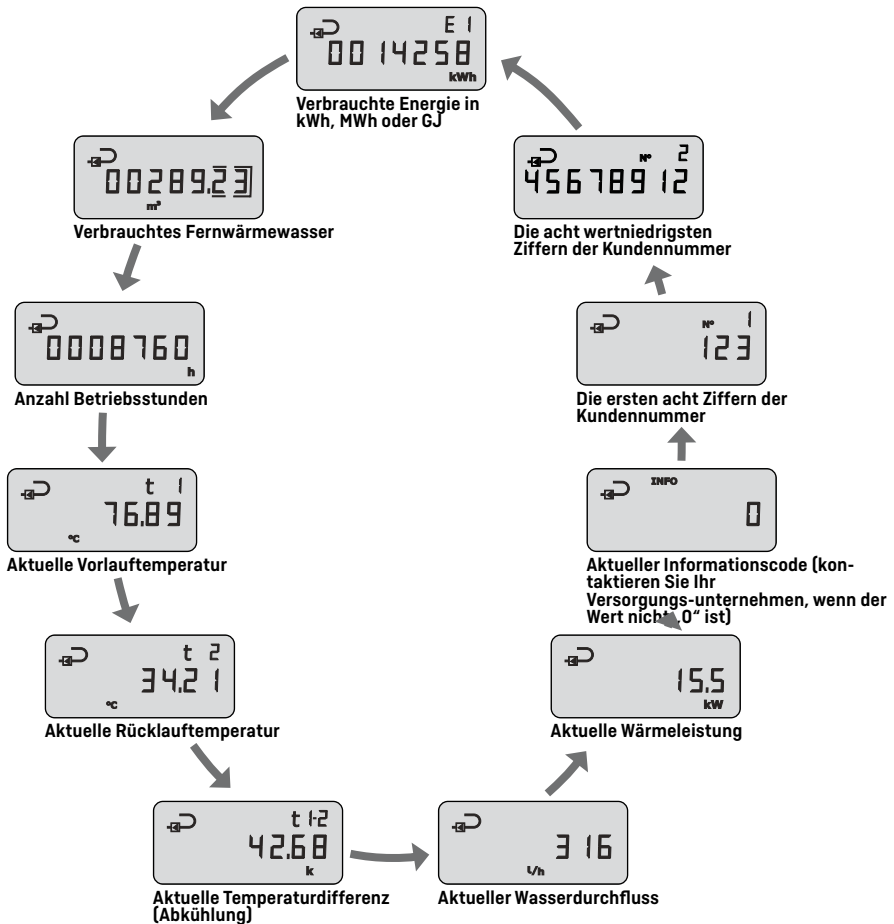 E 1
0014258
kWh
Verbrauchte Energie in
kWh, MWh oder GJ
00289.23
m³
Verbrauchtes Fernwärmewasser
0008760
h
Anzahl Betriebsstunden
t 1
76.89
°C
Aktuelle Vorlauftemperatur
t 2
34.21
°C
Aktuelle Rücklauftemperatur
t1-2
42.68
k
Aktuelle Temperaturdifferenz
(Abkühlung)
316
l/h
Aktueller Wasserdurchfluss
15.5
kW
Aktuelle Wärmeleistung
INFO
0
Aktueller Informationscode (kon-
taktieren Sie Ihr
Versorgungs-unternehmen, wenn der
Wert nicht „0“ ist)
N° 1
123
Die ersten acht Ziffern der
Kundennummer
N° 2
45678912
Die acht wertniedrigsten
Ziffern der Kundennummer